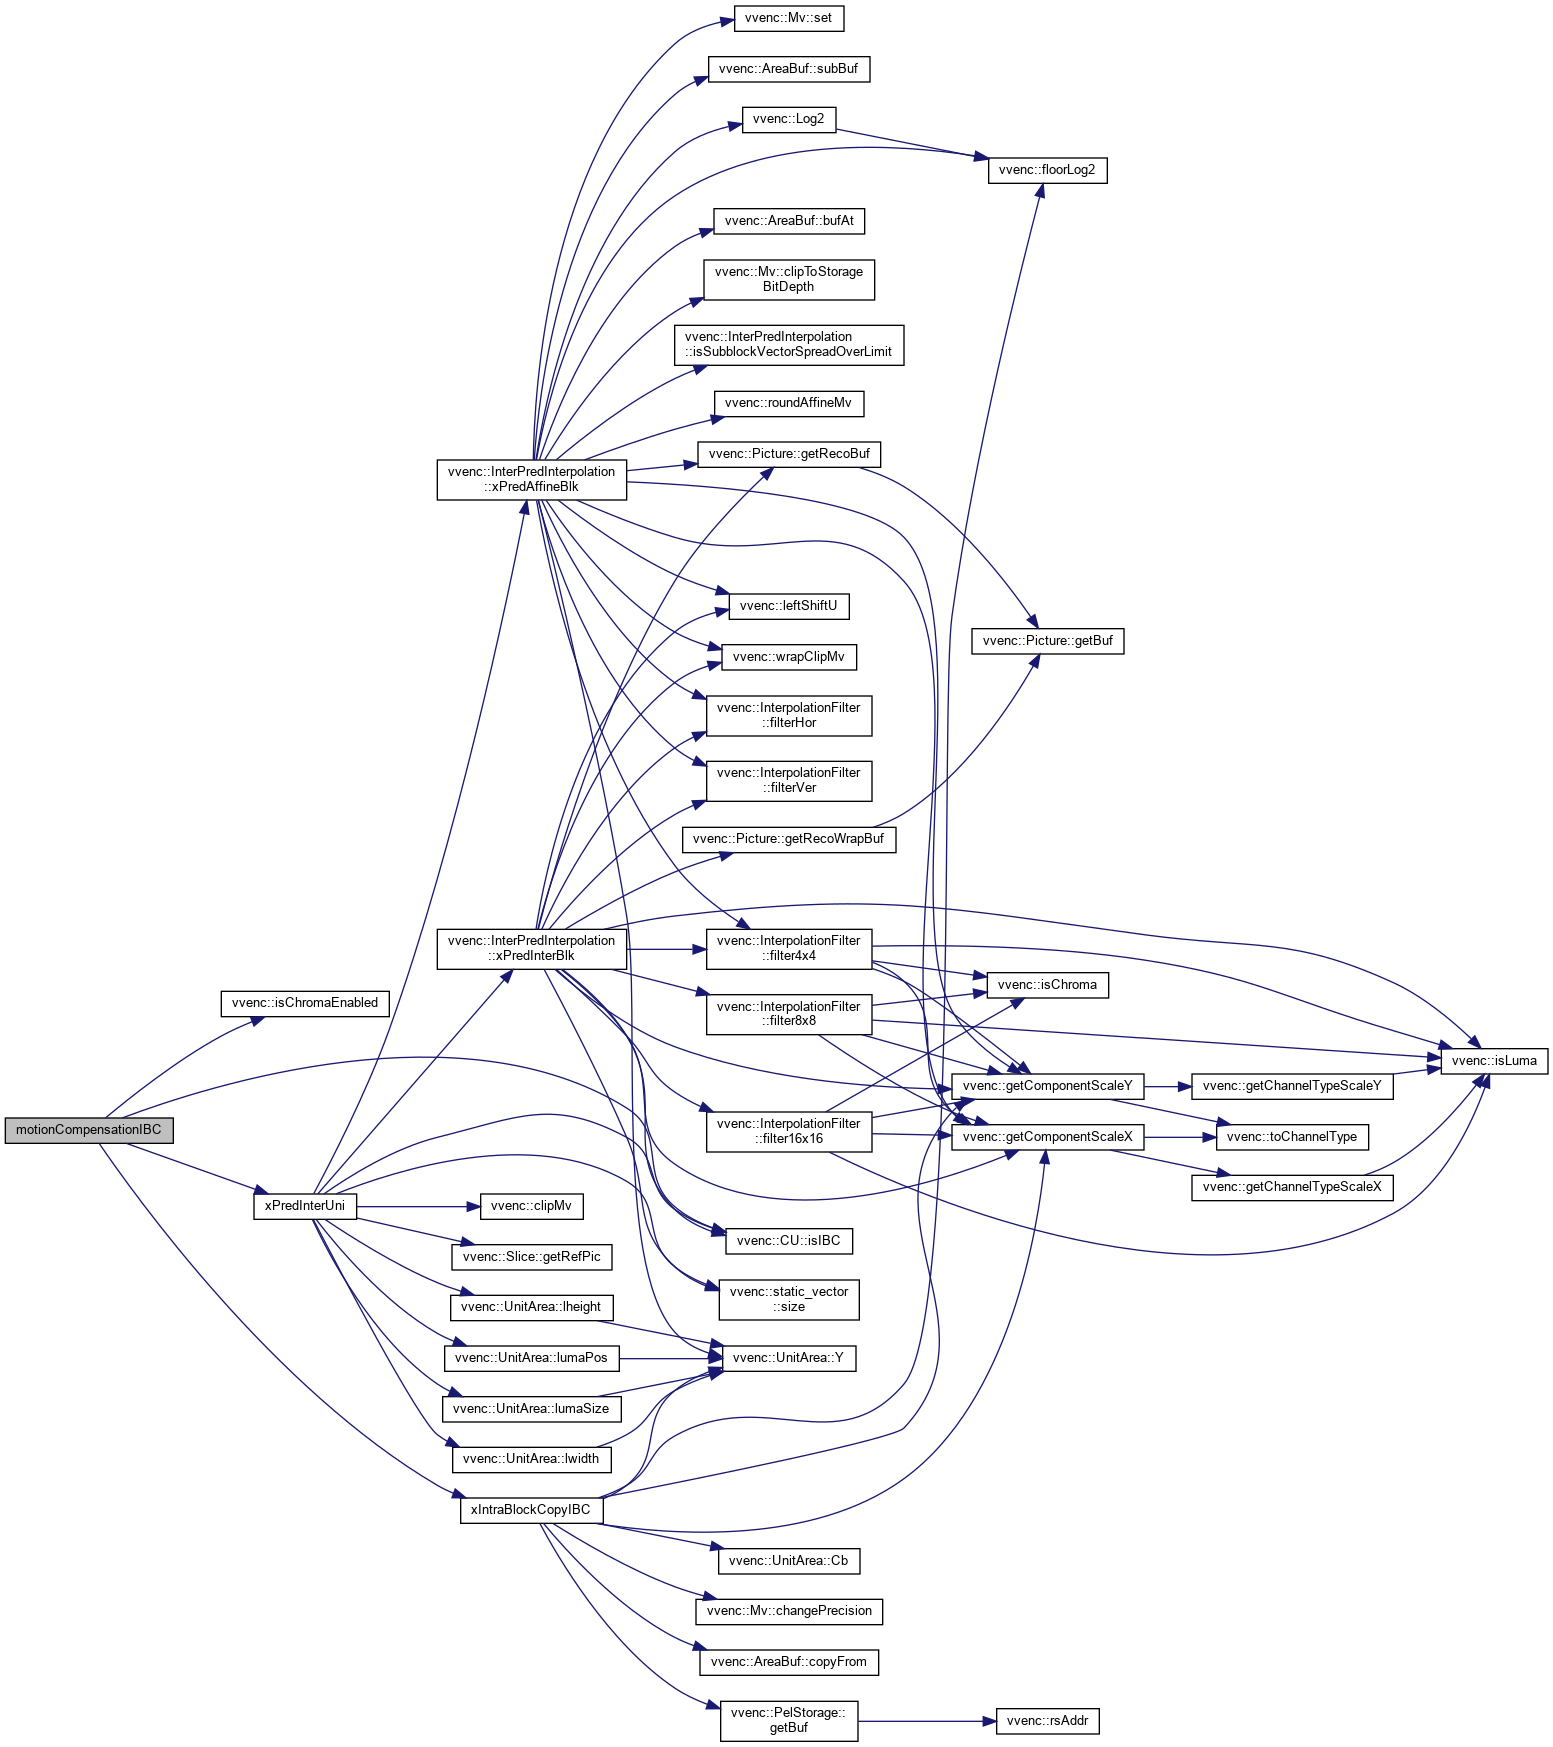 vvenc::Mv::set
vvenc::AreaBuf::subBuf
vvenc::Log2
vvenc::floorLog2
vvenc::AreaBuf::bufAt
vvenc::Mv::clipToStorage
BitDepth
vvenc::InterPredInterpolation
::isSubblockVectorSpreadOverLimit
vvenc::roundAffineMv
vvenc::Picture::getRecoBuf
vvenc::InterPredInterpolation
::xPredAffineBlk
vvenc::leftShiftU
vvenc::Picture::getBuf
vvenc::wrapClipMv
vvenc::InterpolationFilter
::filterHor
vvenc::InterpolationFilter
::filterVer
vvenc::Picture::getRecoWrapBuf
vvenc::InterPredInterpolation
::xPredInterBlk
vvenc::InterpolationFilter
::filter4x4
vvenc::isChroma
vvenc::isChromaEnabled
vvenc::InterpolationFilter
::filter8x8
vvenc::isLuma
vvenc::getComponentScaleY
vvenc::getChannelTypeScaleY
motionCompensationIBC
vvenc::InterpolationFilter
::filter16x16
vvenc::getComponentScaleX
vvenc::toChannelType
vvenc::getChannelTypeScaleX
xPredInterUni
vvenc::clipMv
vvenc::CU::isIBC
vvenc::Slice::getRefPic
vvenc::static_vector
::size
vvenc::UnitArea::lheight
vvenc::UnitArea::lumaPos
vvenc::UnitArea::Y
vvenc::UnitArea::lumaSize
vvenc::UnitArea::lwidth
xIntraBlockCopyIBC
vvenc::UnitArea::Cb
vvenc::Mv::changePrecision
vvenc::AreaBuf::copyFrom
vvenc::PelStorage::
getBuf
vvenc::rsAddr